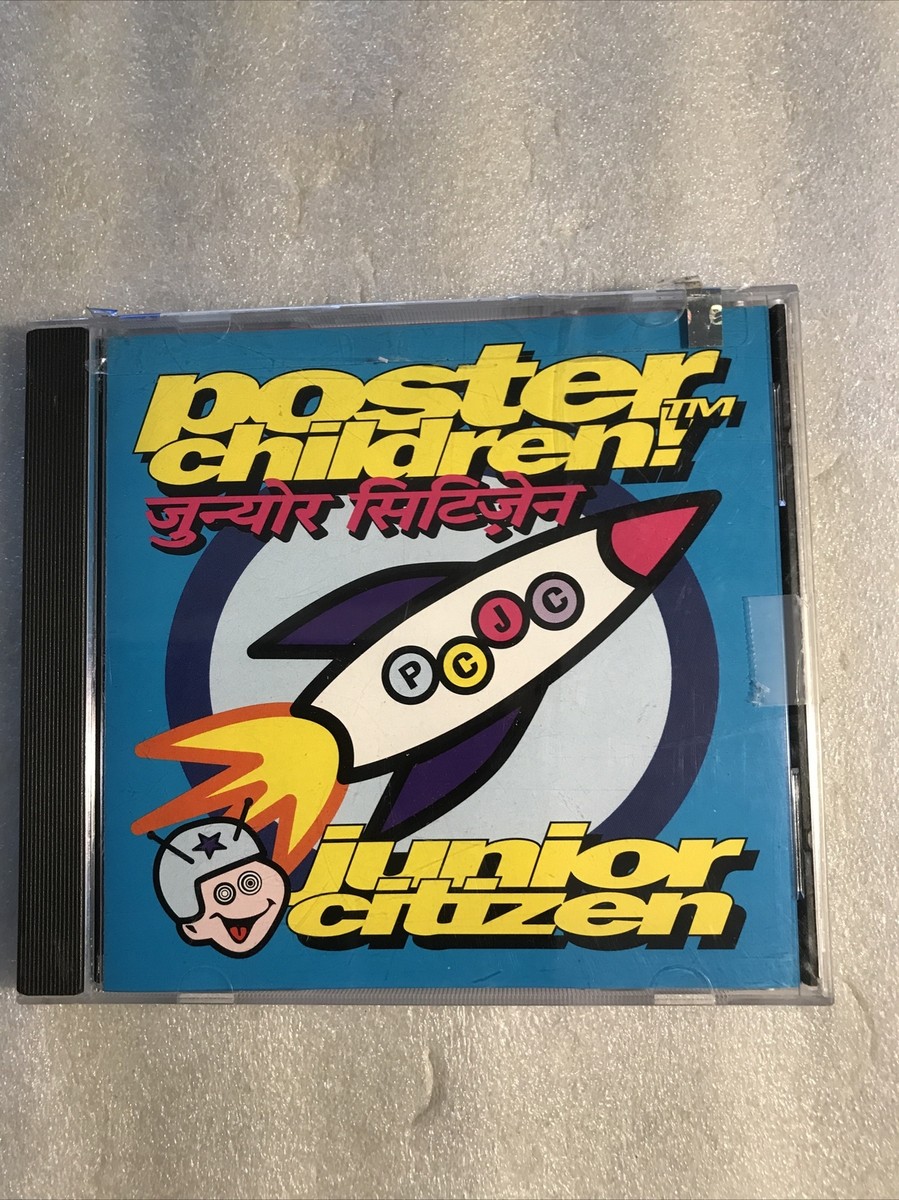 poster
children!™
जुन्योर सिटिज़ेन
PCJC
junior
citizen